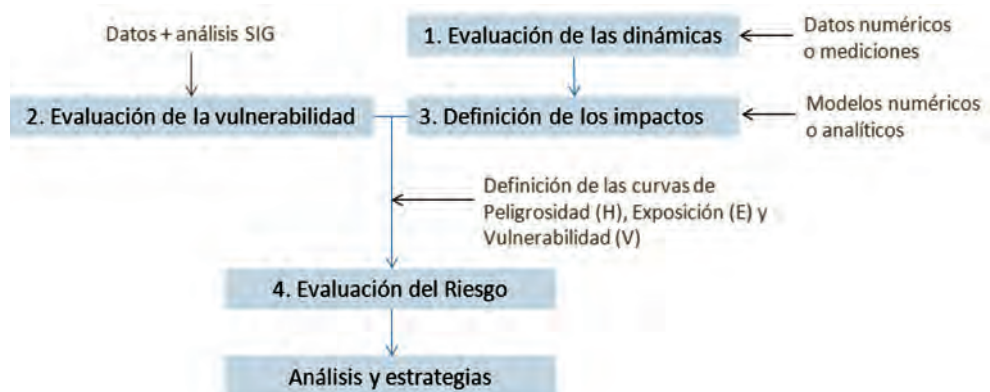 Datos + análisis SIG
1. Evaluación de las dinámicas
Datos numéricos
o mediciones
2. Evaluación de la vulnerabilidad
3. Definición de los impactos
Modelos numéricos
o analíticos
Definición de las curvas de
Peligrosidad (H), Exposición (E) y
Vulnerabilidad (V)
4. Evaluación del Riesgo
Análisis y estrategias